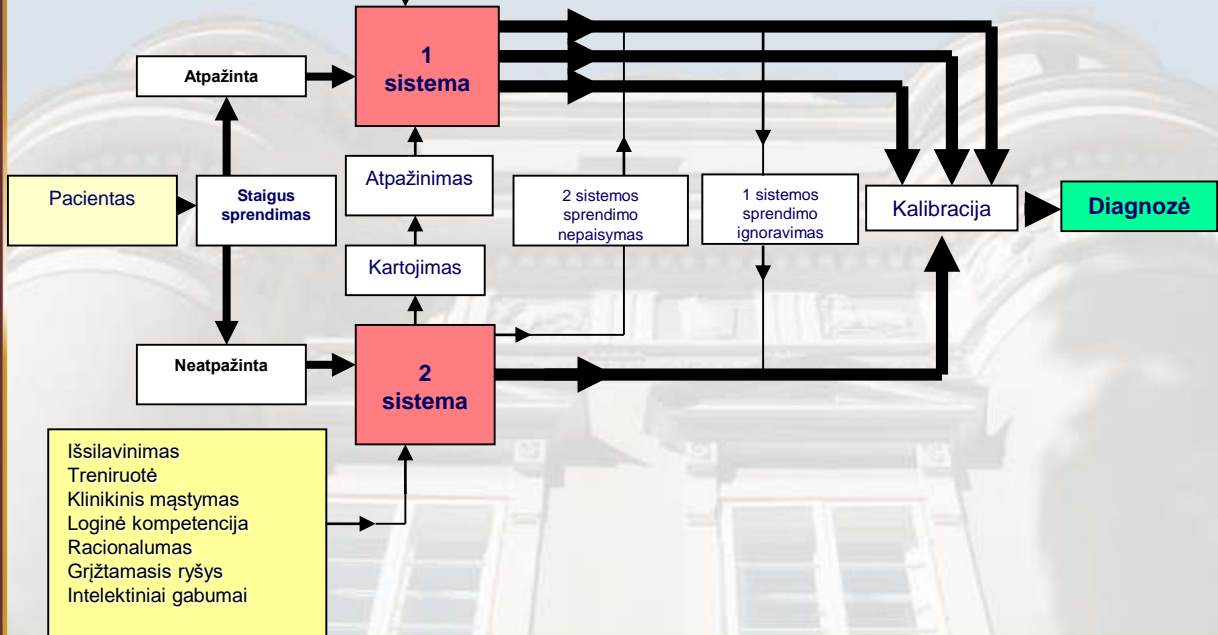 1
sistema
Atpažinta
Atpažinimas
Pacientas
Staigus
sprendimas
2 sistemos
sprendimo
nepaisymas
1 sistemos
sprendimo
ignoravimas
Kalibracija
Diagnozė
Kartojimas
Neatpažinta
2
sistema
Išsilavinimas
Treniruotė
Klinikinis mąstymas
Loginė kompetencija
Racionalumas
Grįžtamasis ryšys
Intelektiniai gabumai